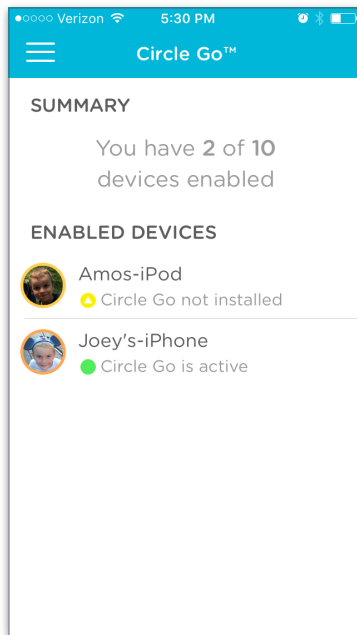 Verizon 5:30 PM
Circle Go™
SUMMARY
You have 2 of 10
devices enabled
ENABLED DEVICES
Amos-iPod
Circle Go not installed
Joey's-iPhone
Circle Go is active